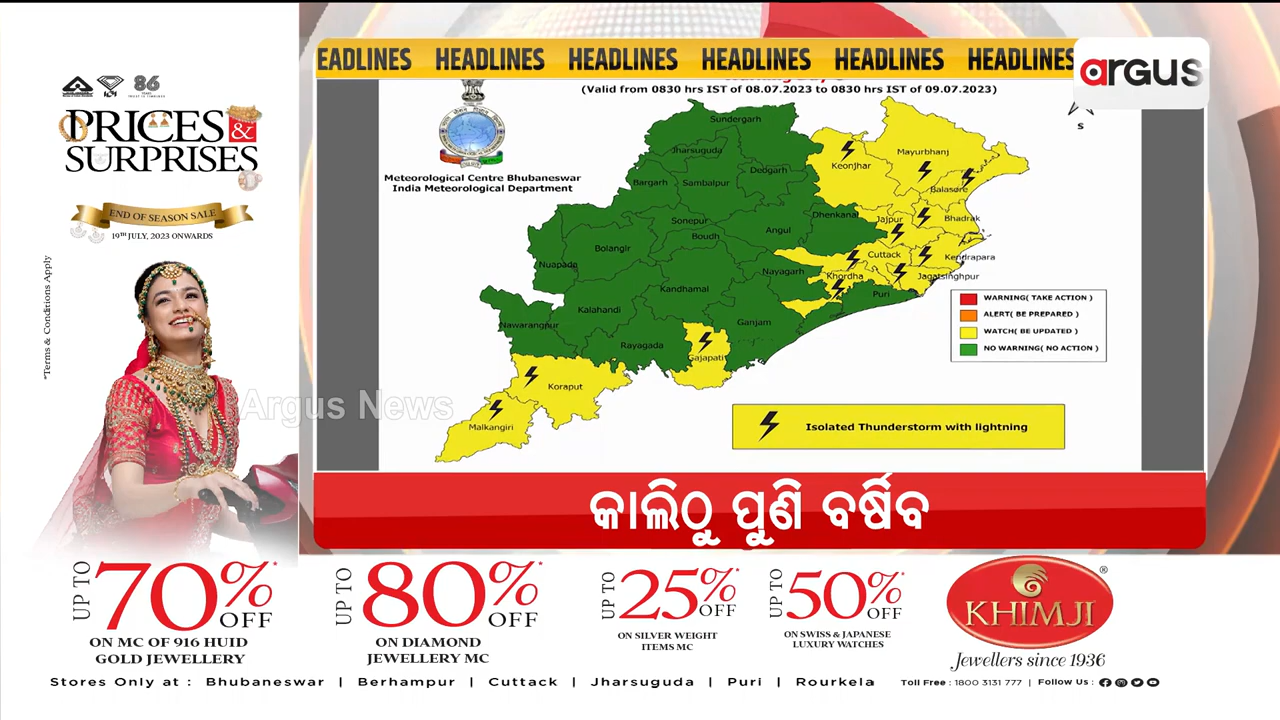 EADLINES HEADLINES HEADLINES HEADLINES HEADLINES HEADLINES
argus
(Valid from 0830 hrs IST of 08.07.2023 to 0830 hrs IST of 09.07.2023)
S
Meteorological Centre Bhubaneswar
India Meteorological Department
Sundergarh
Jharsuguda
Deogarh
Bargarh
Sambalpur
Keonjhar
Mayurbhanj
Balasore
Sonepur
Boudh
Angul
Dhenkanal
Jajpur
Bhadrak
Bolangir
Nuapada
Cuttack
Kendrapara
Nayagarh
Khordha
Jagatsinghpur
Kandhamal
Puri
Kalahandi
Ganjam
Nawarangpur
Rayagada
Gajapati
Koraput
Malkangiri
WARNING( TAKE ACTION )
ALERT( BE PREPARED )
WATCH( BE UPDATED )
NO WARNING( NO ACTION )
Isolated Thunderstorm with lightning
Argus News
କାଲିଠୁ ପୁଣି ବର୍ଷିବ
86
PRICES &
SURPRISES
END OF SEASON SALE
19TH JULY, 2023 ONWARDS
*Terms & Conditions Apply
UP TO 70%* OFF
ON MC OF 916 HUID
GOLD JEWELLERY
UP TO 80%* OFF
ON DIAMOND
JEWELLERY MC
UP TO 25%* OFF
ON SILVER WEIGHT
ITEMS MC
UP TO 50%* OFF
ON SWISS & JAPANESE
LUXURY WATCHES
KHIMJI ®
Jewellers since 1936
Stores Only at : Bhubaneswar | Berhampur | Cuttack | Jharsuguda | Puri | Rourkela
Toll Free : 1800 3131 777 | Follow Us :